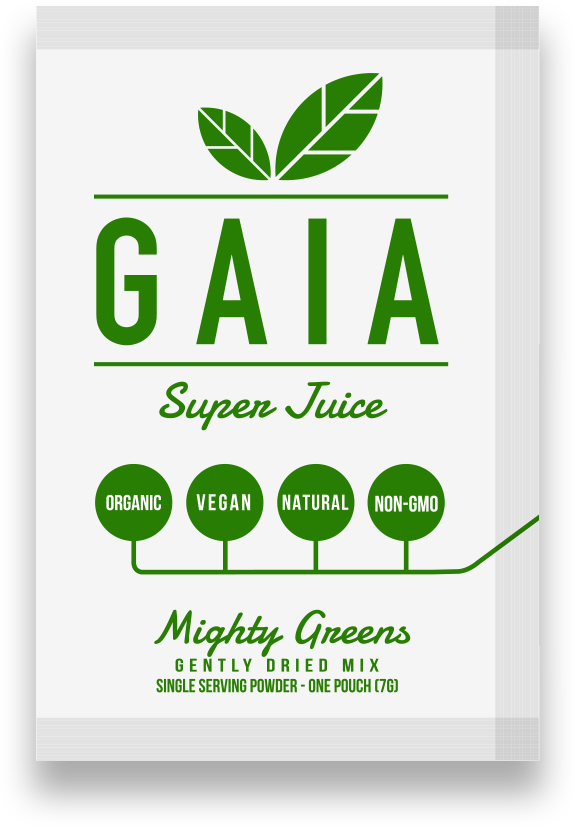 GAIA
Super Juice
ORGANIC VEGAN NATURAL NON-GMO
Mighty Greens
GENTLY DRIED MIX
SINGLE SERVING POWDER - ONE POUCH (7G)